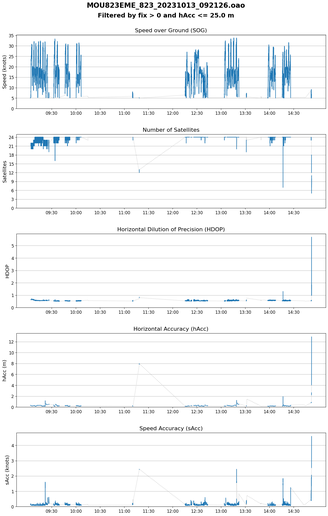 MOU823EME_823_20231013_092126.oao
Filtered by fix > 0 and hAcc <= 25.0 m
Speed over Ground (SOG)
Speed (knots)
35
30
25
20
15
10
5
0
09:30 10:00 10:30 11:00 11:30 12:00 12:30 13:00 13:30 14:00 14:30
Number of Satellites
Satellites
24
21
18
15
12
9
6
3
0
09:30 10:00 10:30 11:00 11:30 12:00 12:30 13:00 13:30 14:00 14:30
Horizontal Dilution of Precision (HDOP)
HDOP
5
4
3
2
1
0
09:30 10:00 10:30 11:00 11:30 12:00 12:30 13:00 13:30 14:00 14:30
Horizontal Accuracy (hAcc)
hAcc (m)
12
10
8
6
4
2
0
09:30 10:00 10:30 11:00 11:30 12:00 12:30 13:00 13:30 14:00 14:30
Speed Accuracy (sAcc)
sAcc (knots)
4
3
2
1
0
09:30 10:00 10:30 11:00 11:30 12:00 12:30 13:00 13:30 14:00 14:30